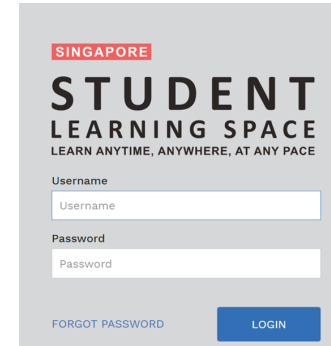 SINGAPORE
STUDENT
LEARNING SPACE
LEARN ANYTIME, ANYWHERE, AT ANY PACE
Username
Username
Password
Password
FORGOT PASSWORD LOGIN